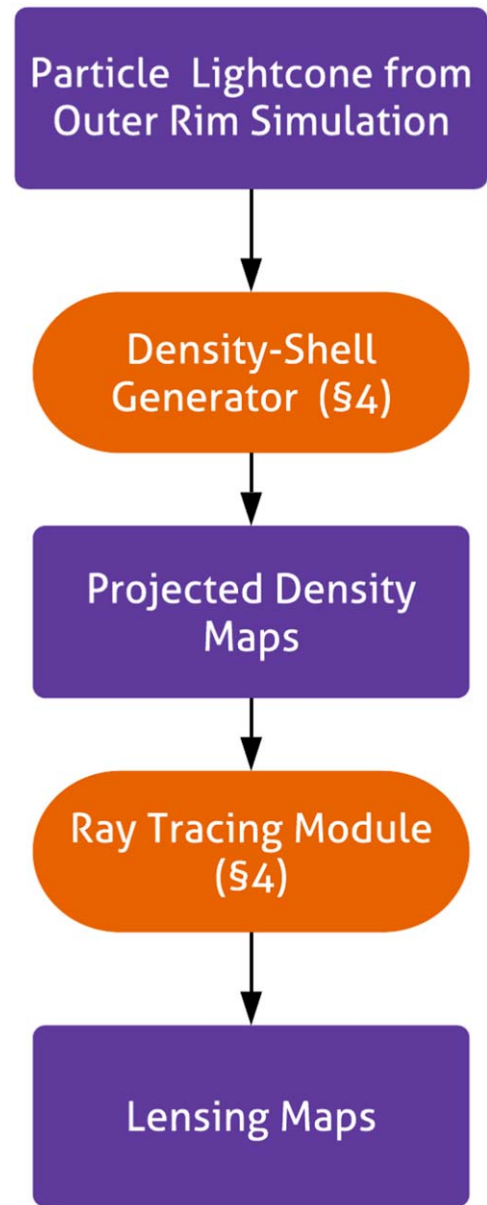 Particle Lightcone from
Outer Rim Simulation
Density-Shell
Generator (§4)
Projected Density
Maps
Ray Tracing Module
(§4)
Lensing Maps